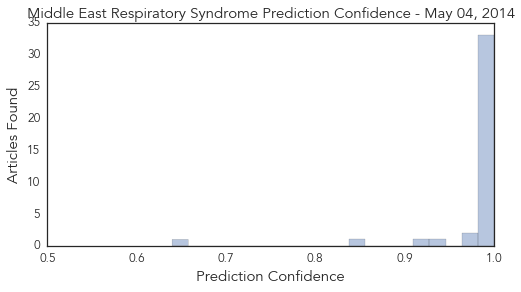 Middle East Respiratory Syndrome Prediction Confidence - May 04, 2014
35
30
25
20
15
10
5
0
Articles Found
0.5 0.6 0.7 0.8 0.9 1.0
Prediction Confidence